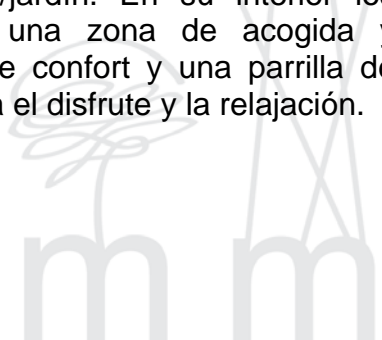 /jardín. En su interior lo
una zona de acogida y
e confort y una parrilla de
a el disfrute y la relajación.
m m